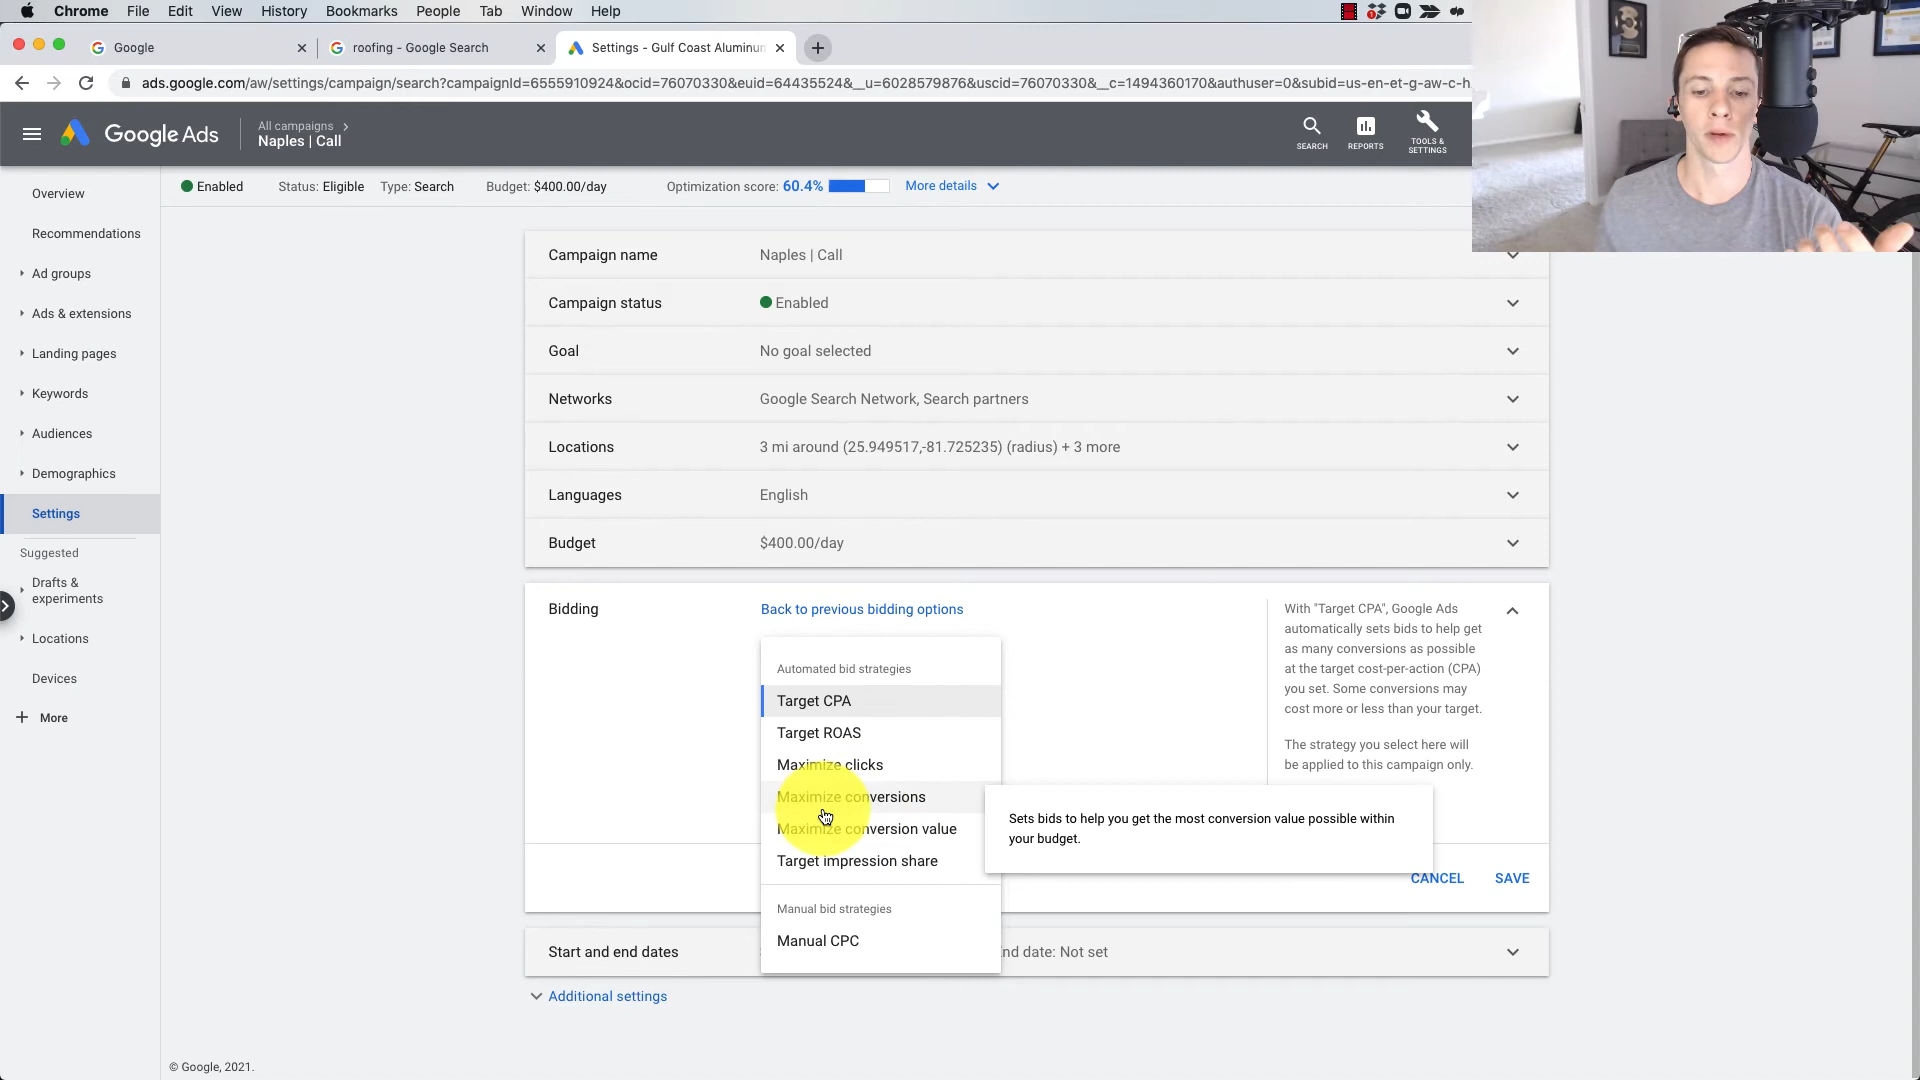 Chrome File Edit View History Bookmarks People Tab Window Help
Google
roofing - Google Search
Settings - Gulf Coast Aluminum
ads.google.com/aw/settings/campaign/search?campaignId=6555910924&ocid=76070330&euid=64435524&__u=6028579876&uscid=76070330&__c=1494360170&authuser=0&subid=us-en-et-g-aw-c-h
Google Ads
All campaigns
Naples | Call
SEARCH
REPORTS
TOOLS &
SETTINGS
Enabled Status: Eligible Type: Search Budget: $400.00/day Optimization score: 60.4% More details
Overview
Recommendations
Ad groups
Ads & extensions
Landing pages
Keywords
Audiences
Demographics
Settings
Suggested
Drafts &
experiments
Locations
Devices
More
Campaign name Naples | Call
Campaign status Enabled
Goal No goal selected
Networks Google Search Network, Search partners
Locations 3 mi around (25.949517,-81.725235) (radius) + 3 more
Languages English
Budget $400.00/day
Bidding Back to previous bidding options
Automated bid strategies
Target CPA
Target ROAS
Maximize clicks
Maximize conversions
Maximize conversion value
Target impression share
Manual bid strategies
Manual CPC
With "Target CPA", Google Ads
automatically sets bids to help get
as many conversions as possible
at the target cost-per-action (CPA)
you set. Some conversions may
cost more or less than your target.
The strategy you select here will
be applied to this campaign only.
Sets bids to help you get the most conversion value possible within
your budget.
CANCEL SAVE
Start and end dates nd date: Not set
Additional settings
© Google, 2021.